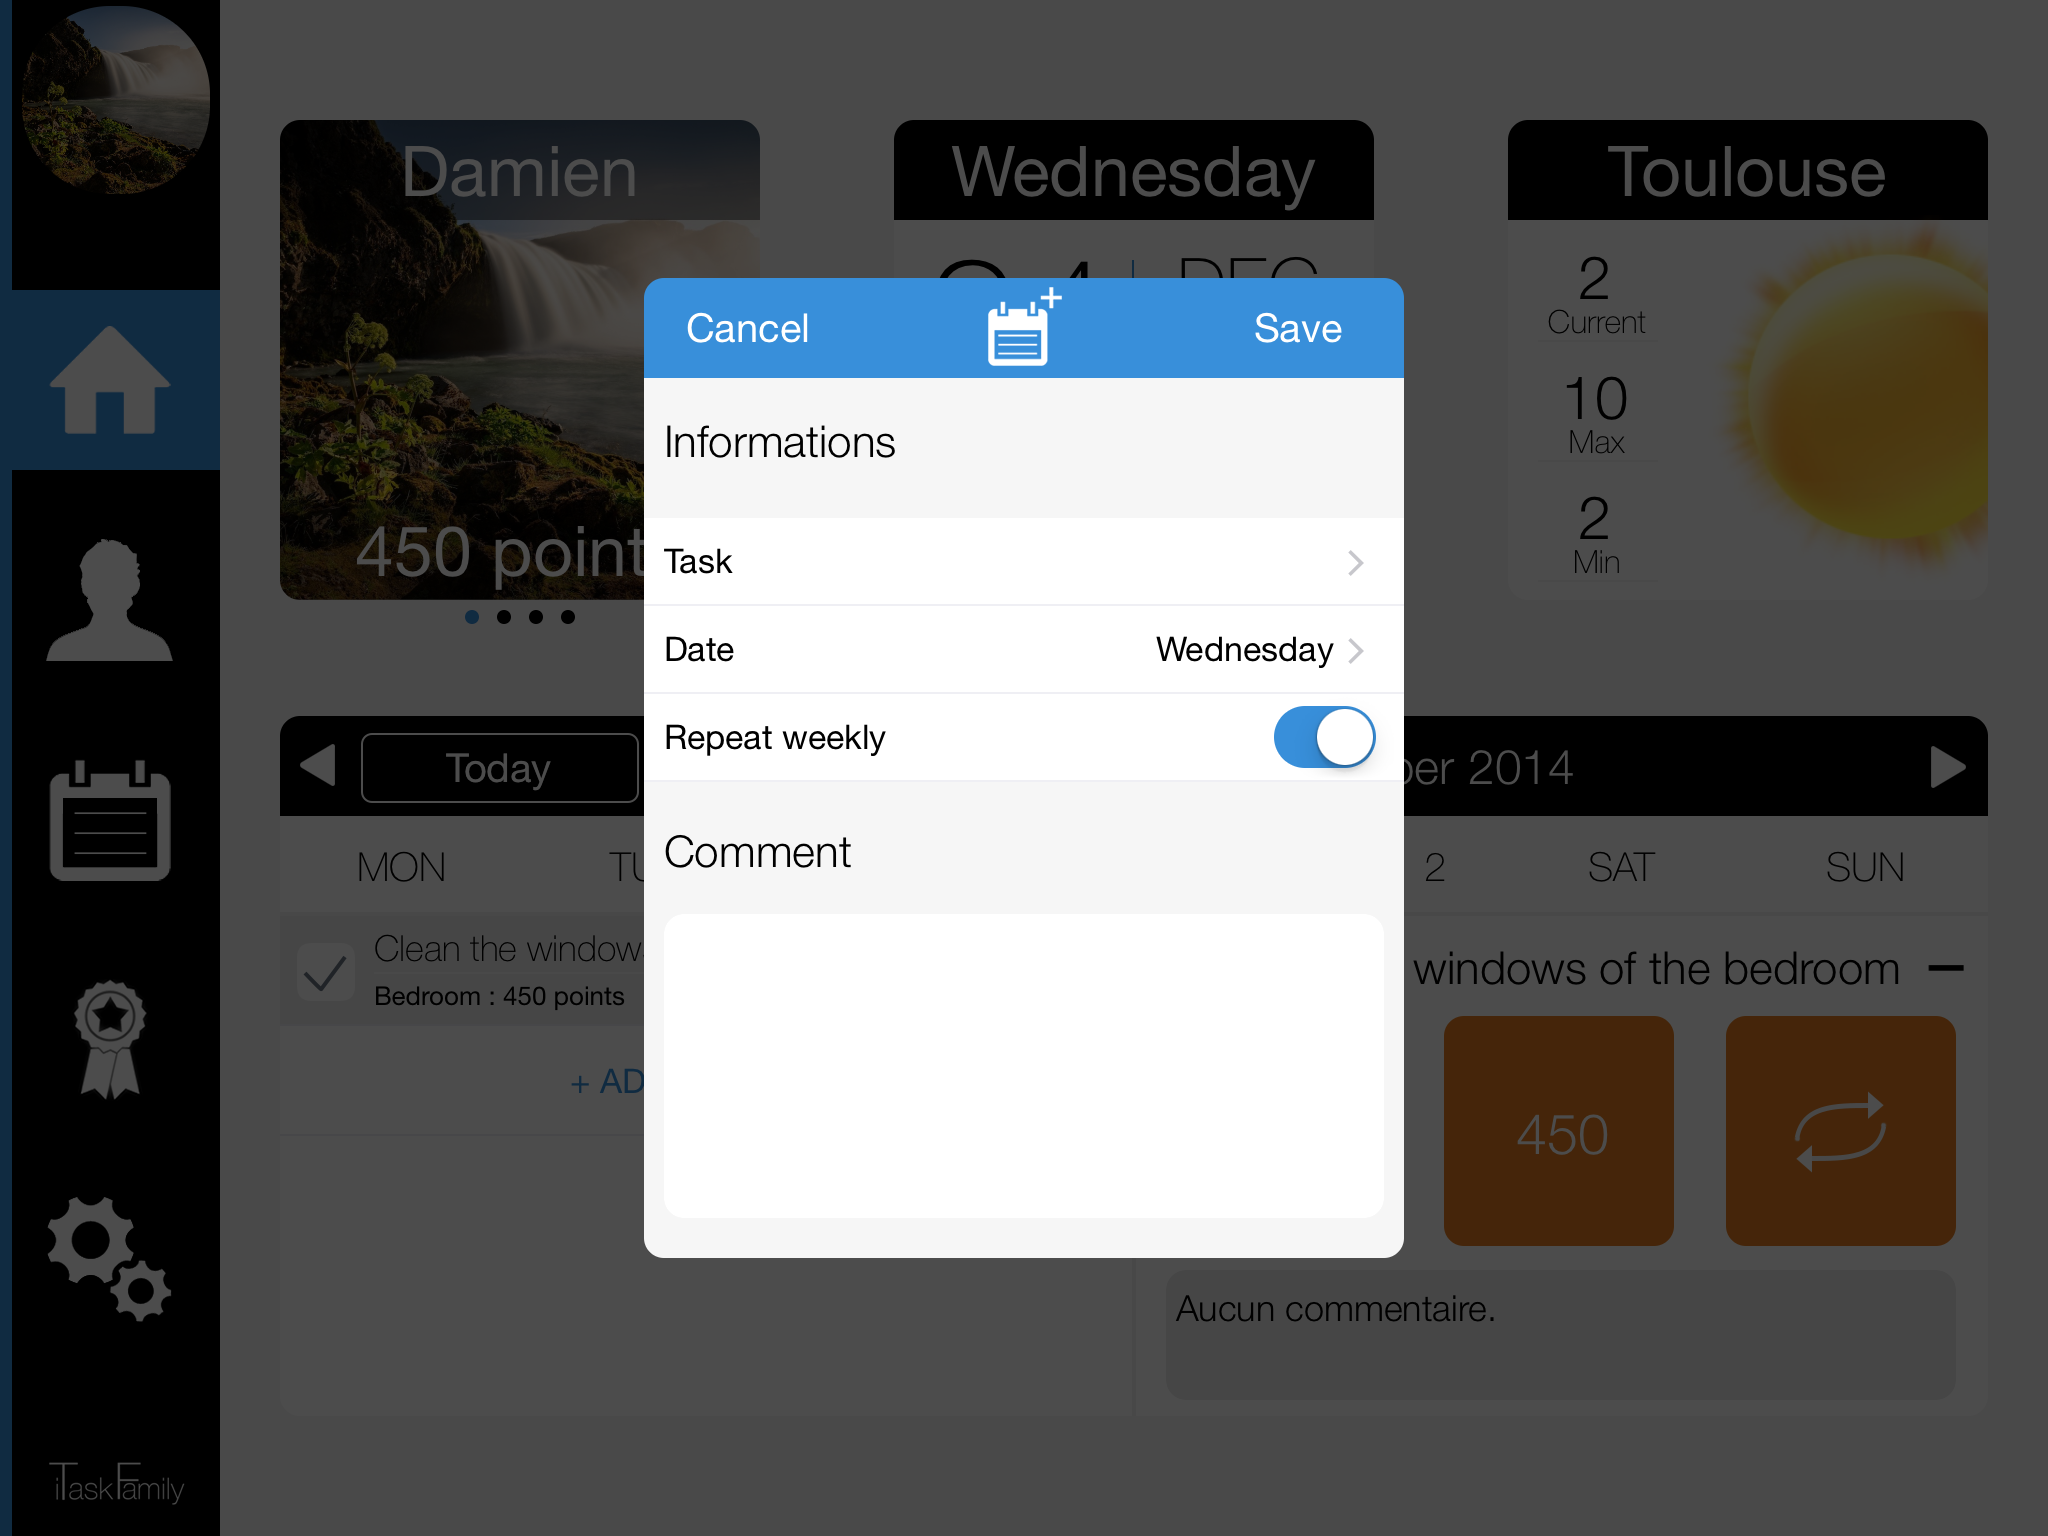 Damien
Wednesday
Toulouse
Cancel
Save
2
Current
10
Max
2
Min
Informations
Task
Date
Wednesday
Repeat weekly
Comment
450 point
Today
ber 2014
MON
TU
2
SAT
SUN
Clean the window
Bedroom : 450 points
+ AD
windows of the bedroom
450
Aucun commentaire.
iTaskFamily